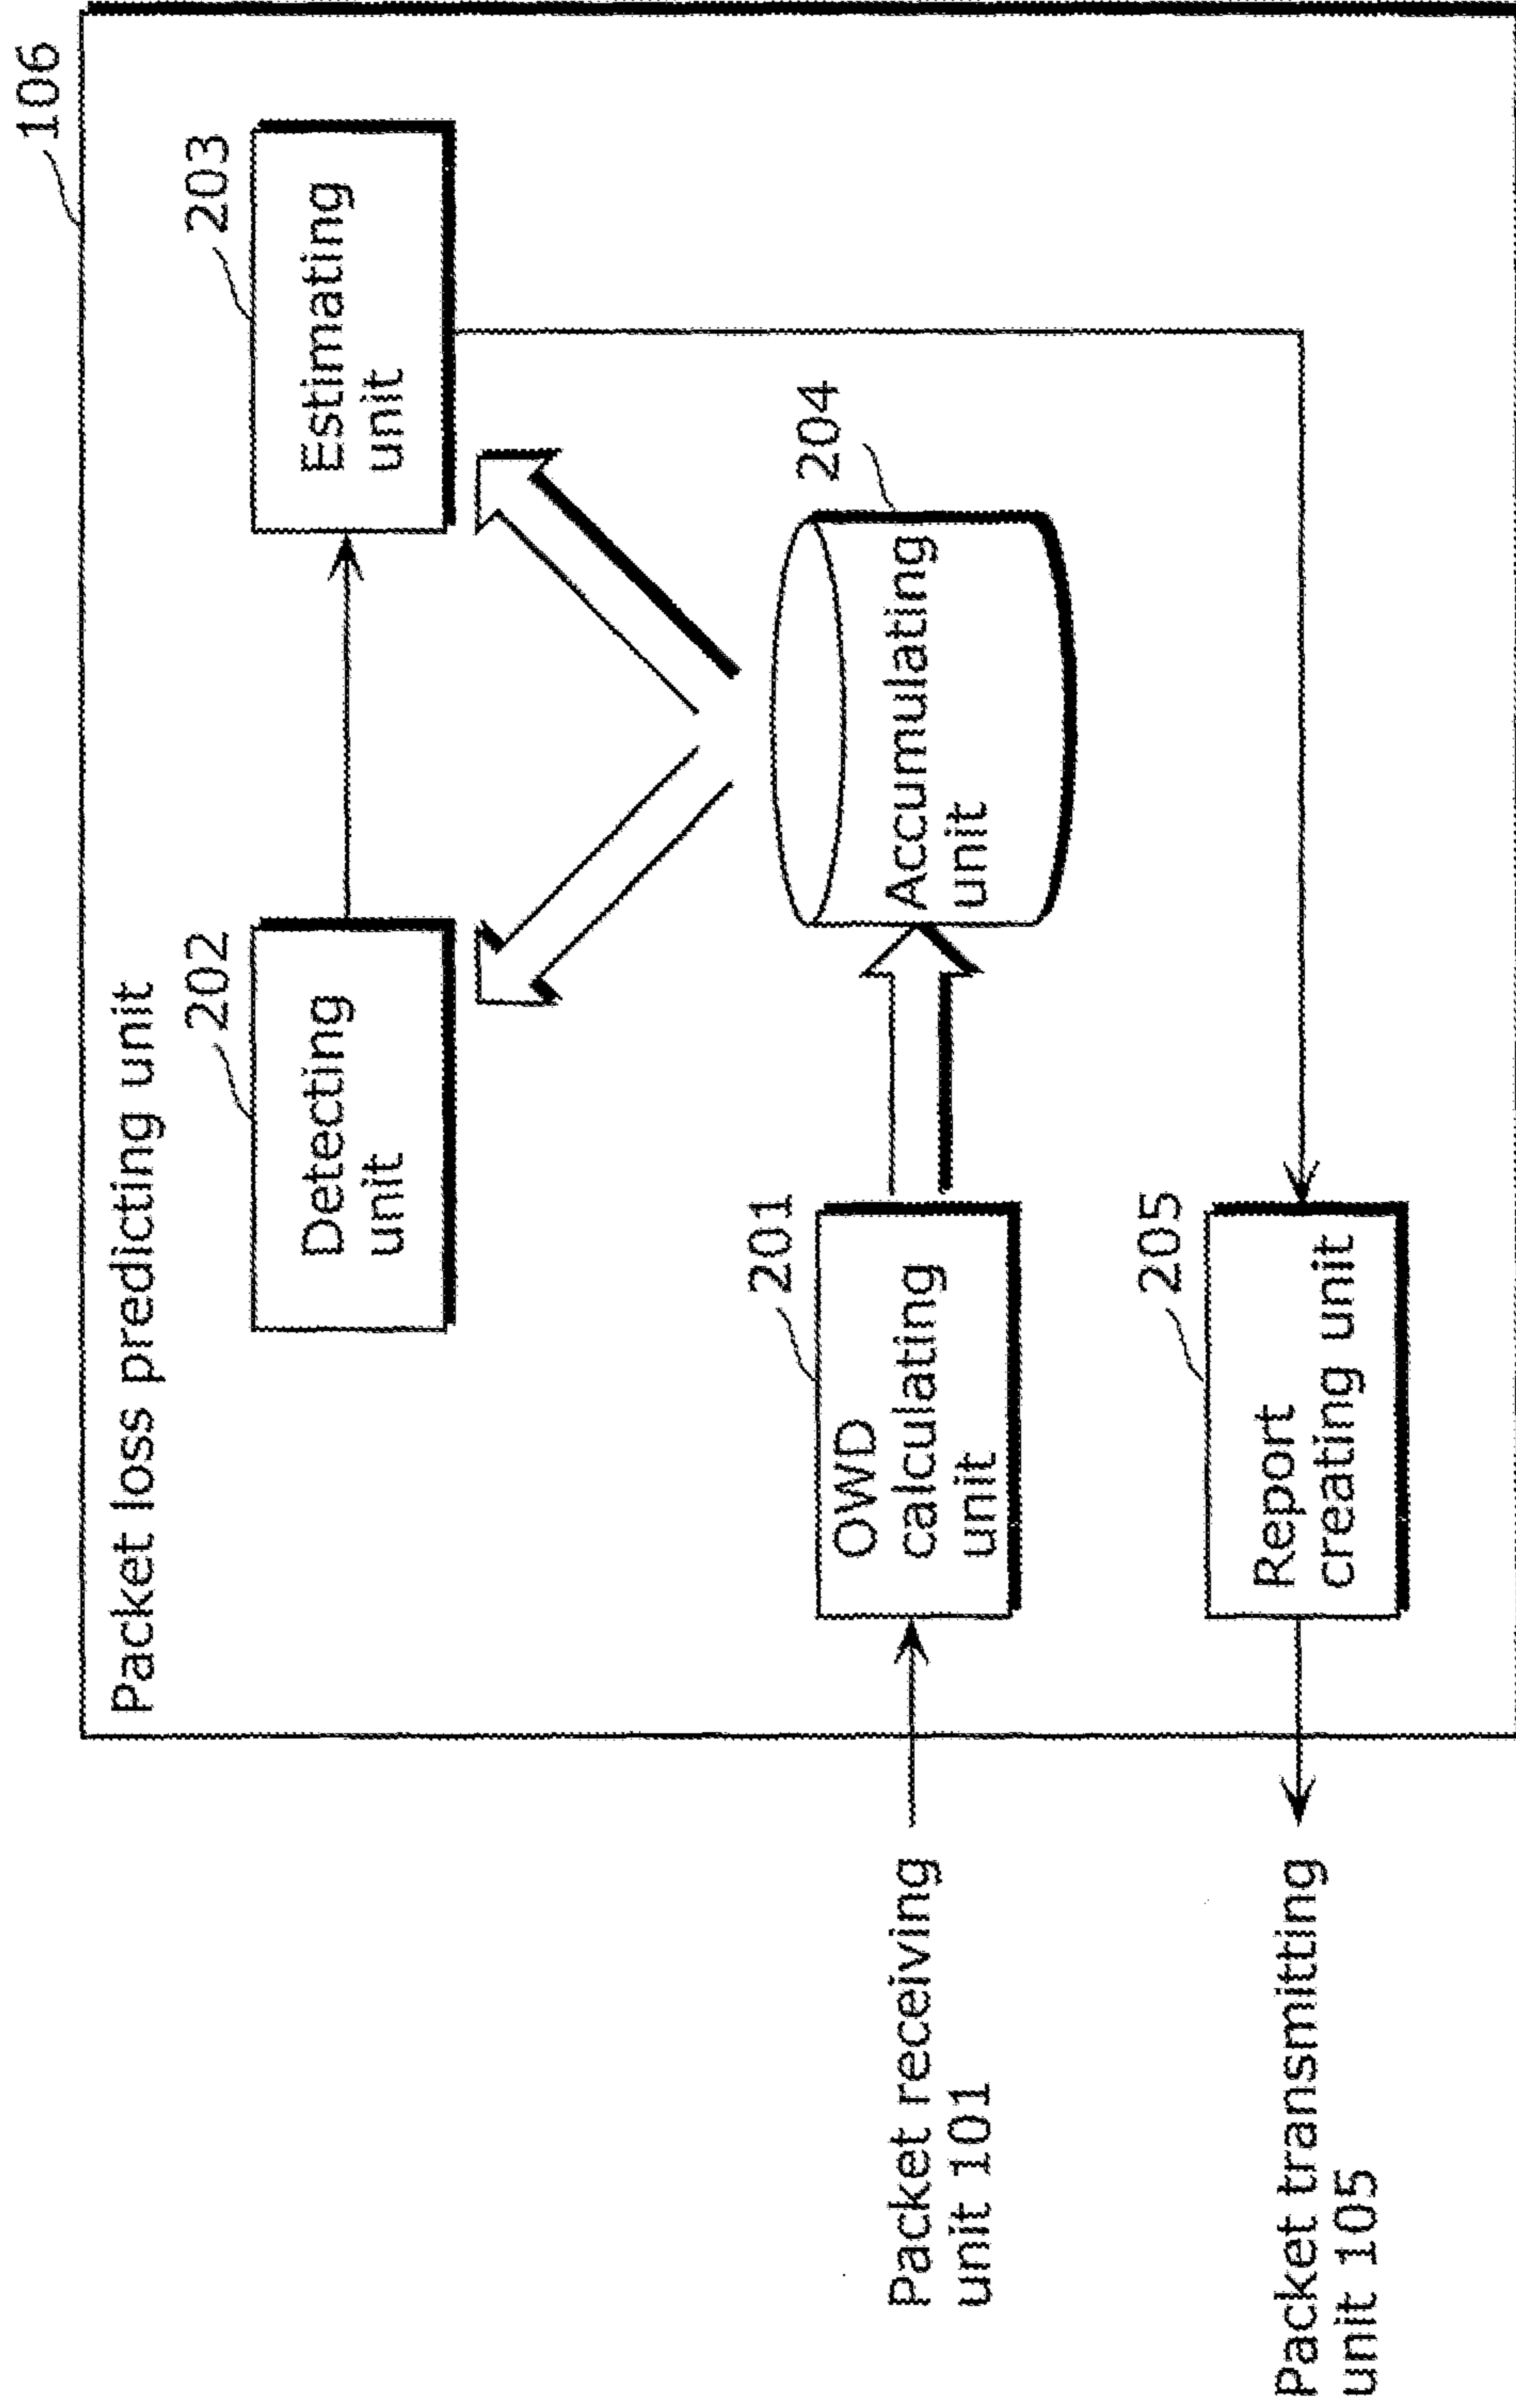 106
Packet loss predicting unit
202
203
Detecting
unit
Estimating
unit
201
204
OWD
calculating
unit
Accumulating
unit
205
Report
creating unit
Packet receiving
unit 101
Packet transmitting
unit 105